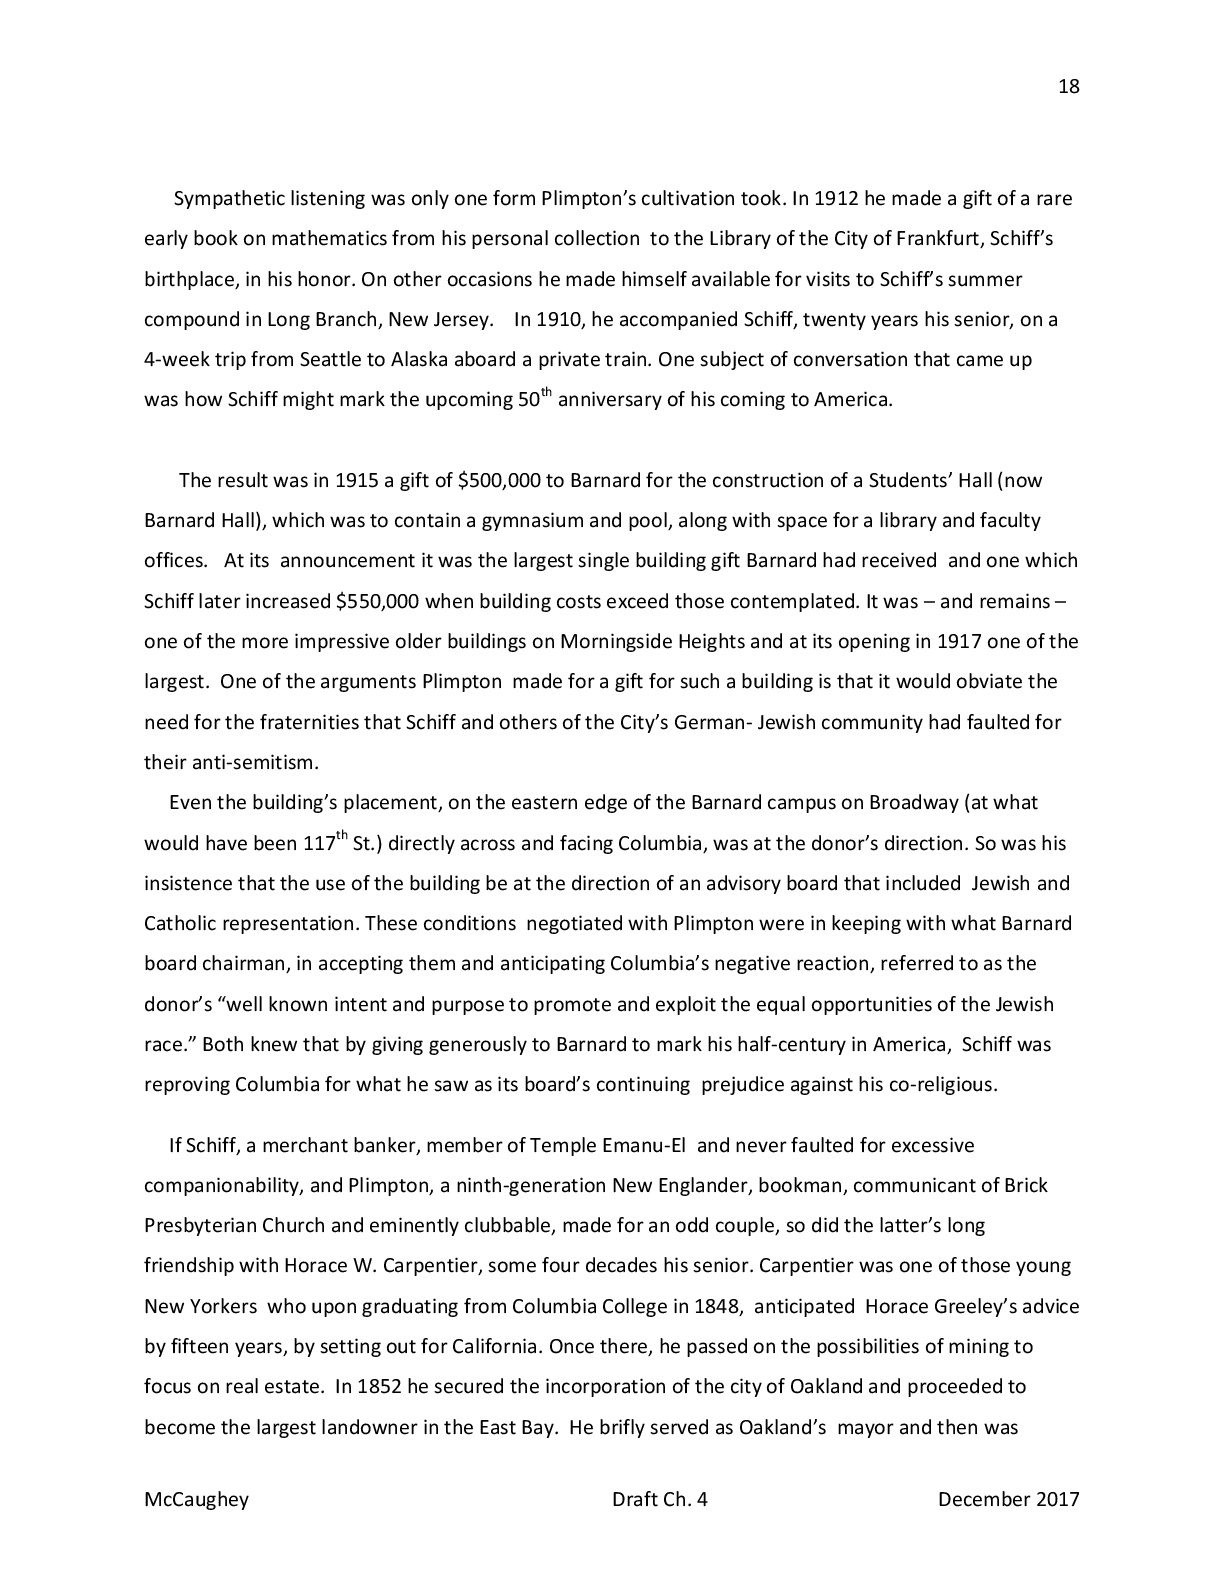 18
Sympathetic listening was only one form Plimpton’s cultivation took. In 1912 he made a gift of a rare
early book on mathematics from his personal collection to the Library of the City of Frankfurt, Schiff’s
birthplace, in his honor. On other occasions he made himself available for visits to Schiff’s summer
compound in Long Branch, New Jersey. In 1910, he accompanied Schiff, twenty years his senior, on a
4-week trip from Seattle to Alaska aboard a private train. One subject of conversation that came up
was how Schiff might mark the upcoming 50th anniversary of his coming to America.
The result was in 1915 a gift of $500,000 to Barnard for the construction of a Students’ Hall (now
Barnard Hall), which was to contain a gymnasium and pool, along with space for a library and faculty
offices. At its announcement it was the largest single building gift Barnard had received and one which
Schiff later increased $550,000 when building costs exceed those contemplated. It was – and remains –
one of the more impressive older buildings on Morningside Heights and at its opening in 1917 one of the
largest. One of the arguments Plimpton made for a gift for such a building is that it would obviate the
need for the fraternities that Schiff and others of the City’s German- Jewish community had faulted for
their anti-semitism.
Even the building’s placement, on the eastern edge of the Barnard campus on Broadway (at what
would have been 117th St.) directly across and facing Columbia, was at the donor’s direction. So was his
insistence that the use of the building be at the direction of an advisory board that included Jewish and
Catholic representation. These conditions negotiated with Plimpton were in keeping with what Barnard
board chairman, in accepting them and anticipating Columbia’s negative reaction, referred to as the
donor’s “well known intent and purpose to promote and exploit the equal opportunities of the Jewish
race.” Both knew that by giving generously to Barnard to mark his half-century in America, Schiff was
reproving Columbia for what he saw as its board’s continuing prejudice against his co-religious.
If Schiff, a merchant banker, member of Temple Emanu-El and never faulted for excessive
companionability, and Plimpton, a ninth-generation New Englander, bookman, communicant of Brick
Presbyterian Church and eminently clubbable, made for an odd couple, so did the latter’s long
friendship with Horace W. Carpentier, some four decades his senior. Carpentier was one of those young
New Yorkers who upon graduating from Columbia College in 1848, anticipated Horace Greeley’s advice
by fifteen years, by setting out for California. Once there, he passed on the possibilities of mining to
focus on real estate. In 1852 he secured the incorporation of the city of Oakland and proceeded to
become the largest landowner in the East Bay. He brifly served as Oakland’s mayor and then was
McCaughey Draft Ch. 4 December 2017